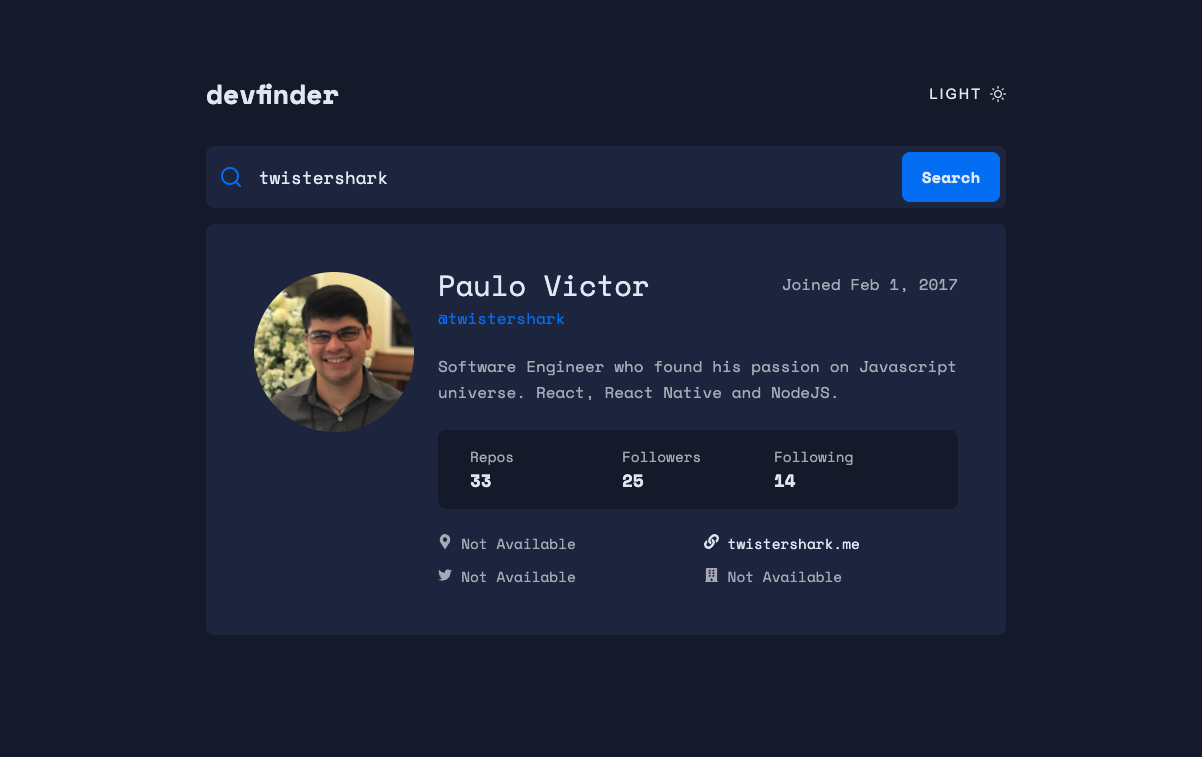 devfinder
LIGHT
twistershark
Search
Paulo Victor
Joined Feb 1, 2017
@twistershark
Software Engineer who found his passion on Javascript
universe. React, React Native and NodeJS.
Repos
Followers
Following
33
25
14
Not Available
twistershark.me
Not Available
Not Available